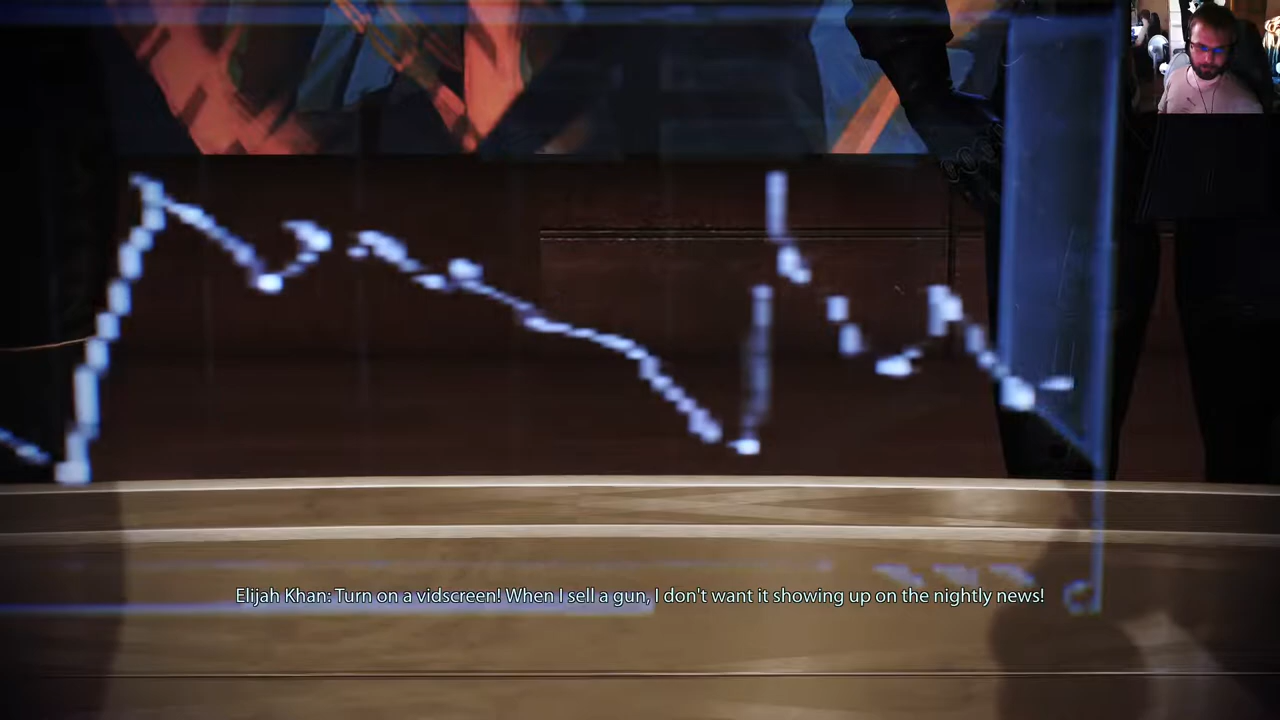 Elijah Khan: Turn on a vidscreen! When I sell a gun, I don't want it showing up on the nightly news!